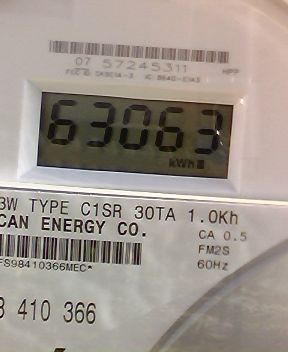 07 57245311
63063
kWh
3W TYPE C1SR 30TA 1.0Kh
CAN ENERGY CO.
CA 0.5
FM2S
60Hz
FS98410366MEC*
410 366